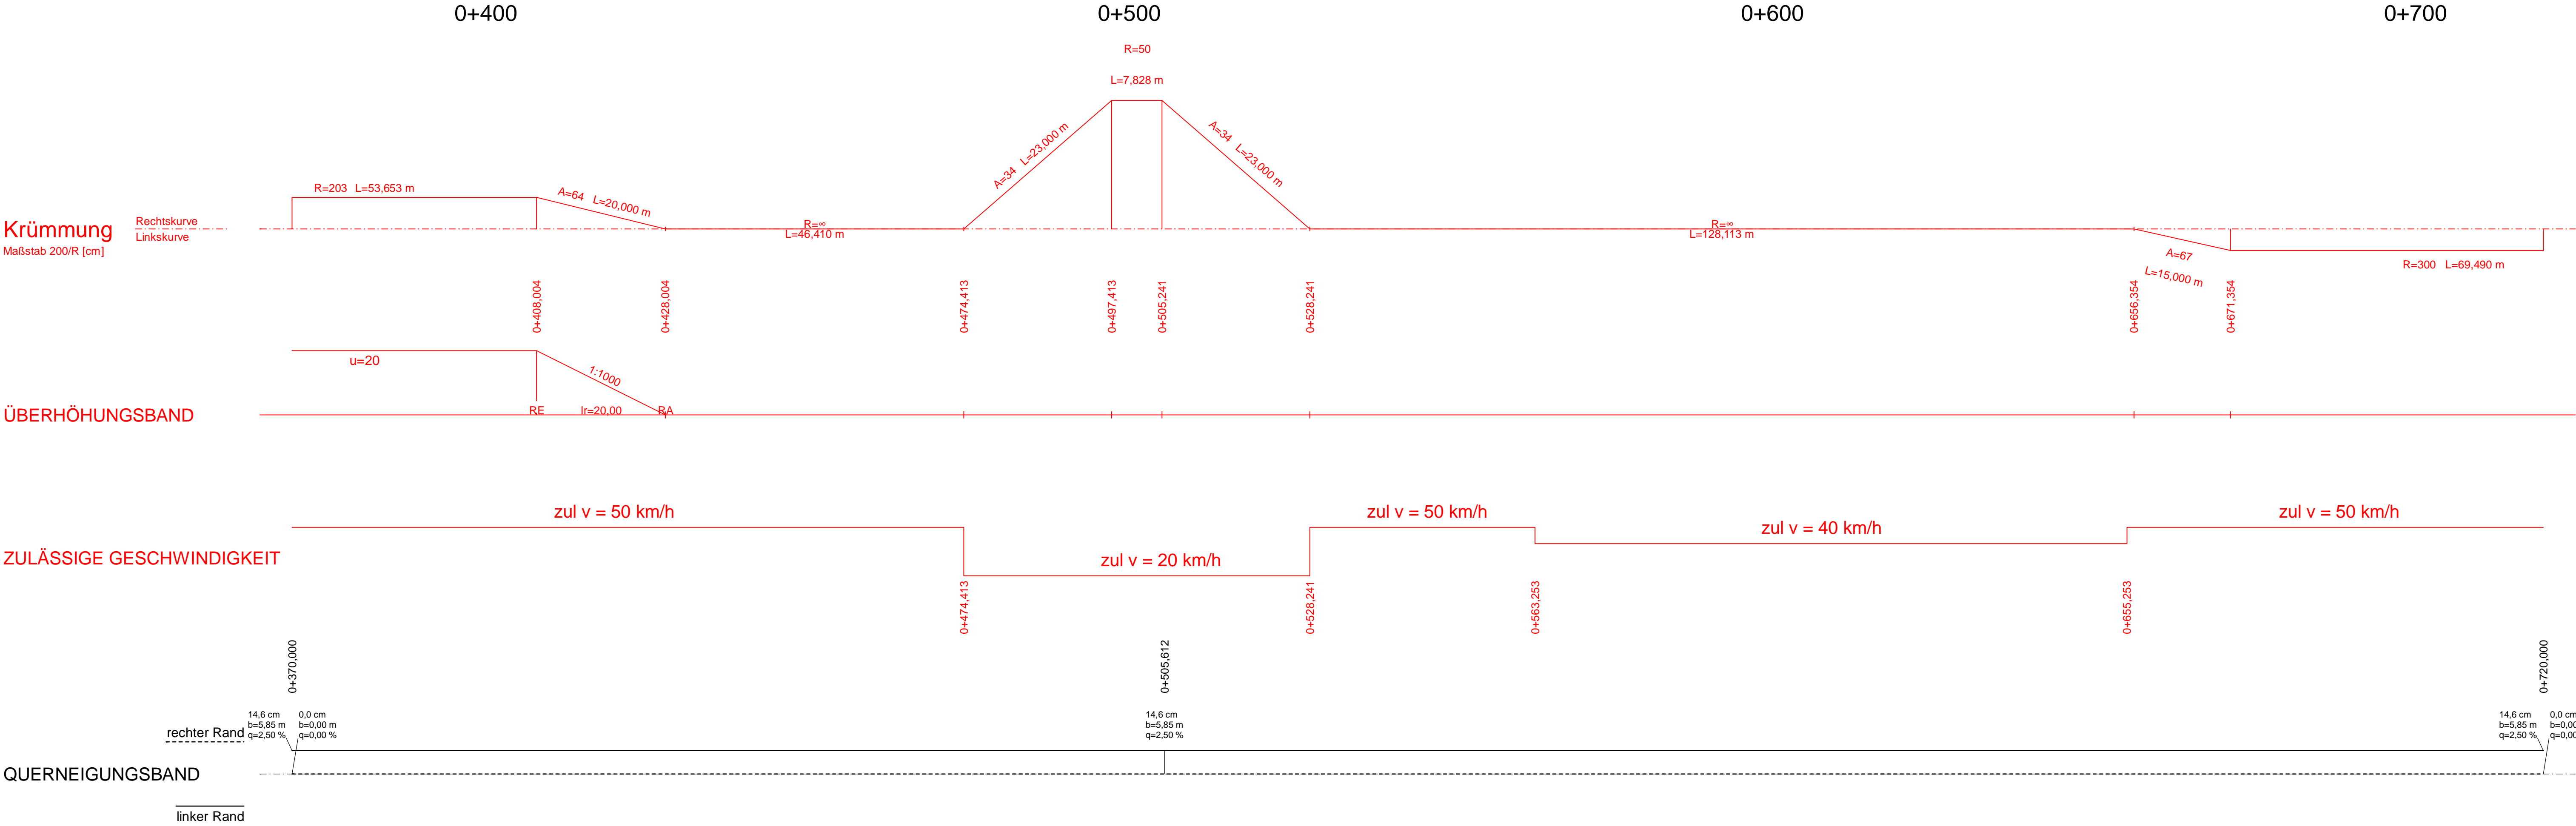 0+400
0+500
0+600
0+700
R=50
L=7,828 m
A=34 L=23,000 m
A=34 L=23,000 m
R=203 L=53,653 m
A=64 L=20,000 m
Krümmung
Rechtskurve
Linkskurve
Maßstab 200/R [cm]
R=∞
L=46,410 m
R=∞
L=128,113 m
A=67
L=15,000 m
R=300 L=69,490 m
0+408,004
0+428,004
0+474,413
0+497,413
0+505,241
0+528,241
0+656,354
0+671,354
u=20
1:1000
ÜBERHÖHUNGSBAND
RE
lr=20,00
RA
zul v = 50 km/h
zul v = 20 km/h
zul v = 50 km/h
zul v = 40 km/h
zul v = 50 km/h
ZULÄSSIGE GESCHWINDIGKEIT
0+474,413
0+528,241
0+563,253
0+655,253
0+370,000
0+505,612
0+720,000
14,6 cm
b=5,85 m
q=2,50 %
0,0 cm
b=0,00 m
q=0,00 %
14,6 cm
b=5,85 m
q=2,50 %
14,6 cm
b=5,85 m
q=2,50 %
0,0 cm
b=0,00
q=0,00
rechter Rand
QUERNEIGUNGSBAND
linker Rand